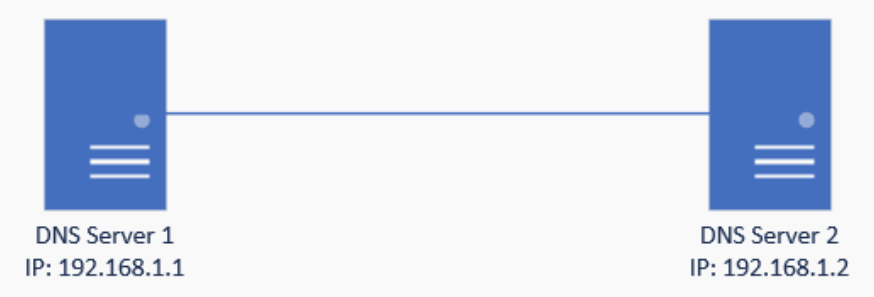 DNS Server 1
IP: 192.168.1.1
DNS Server 2
IP: 192.168.1.2